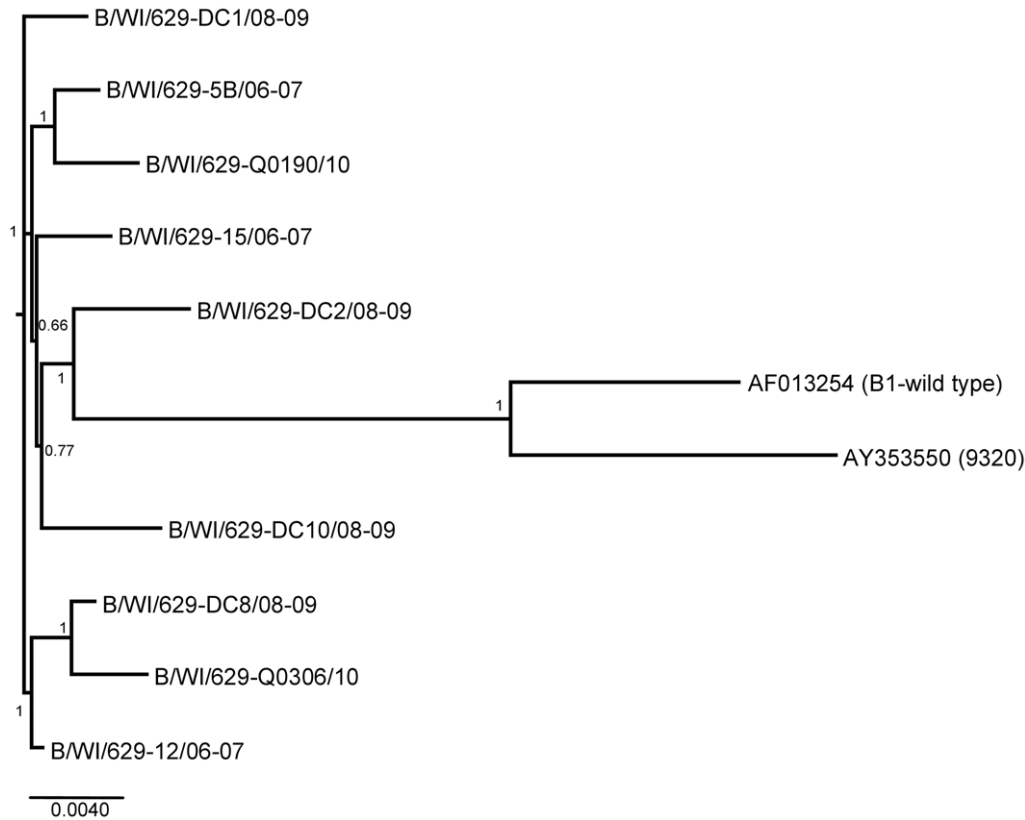 B/WI/629-DC1/08-09
B/WI/629-5B/06-07
1
B/WI/629-Q0190/10
1
B/WI/629-15/06-07
B/WI/629-DC2/08-09
0.66
1
AF013254 (B1-wild type)
1
0.77
AY353550 (9320)
B/WI/629-DC10/08-09
B/WI/629-DC8/08-09
1
B/WI/629-Q0306/10
1
B/WI/629-12/06-07
0.0040